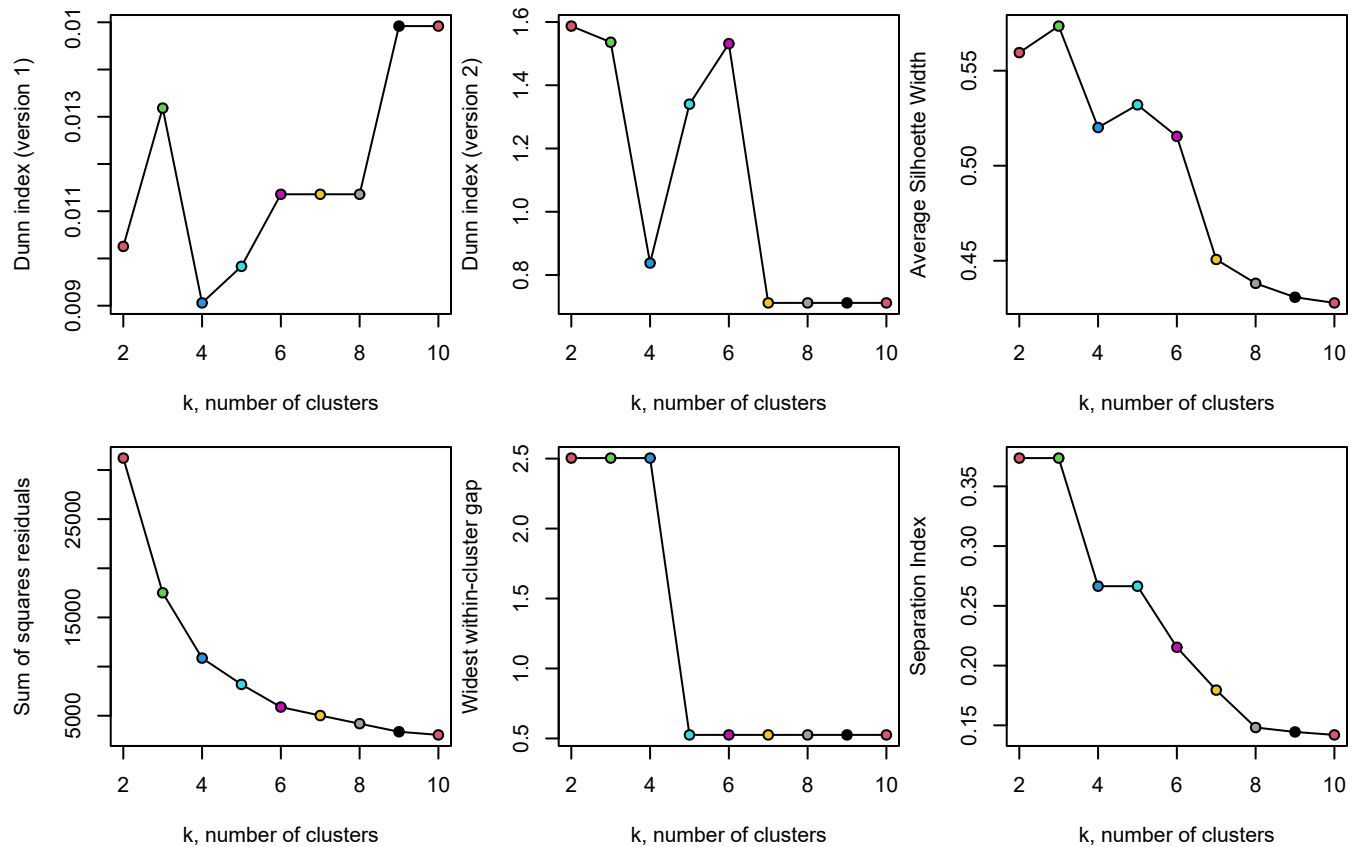 Dunn index (version 1)
0.01
0.013
0.011
0.009
2 4 6 8 10
k, number of clusters
Dunn index (version 2)
1.6
1.4
1.2
1.0
0.8
2 4 6 8 10
k, number of clusters
Average Silhoette Width
0.55
0.50
0.45
2 4 6 8 10
k, number of clusters
Sum of squares residuals
25000
15000
5000
2 4 6 8 10
k, number of clusters
Widest within-cluster gap
2.5
2.0
1.5
1.0
0.5
2 4 6 8 10
k, number of clusters
Separation Index
0.35
0.30
0.25
0.20
0.15
2 4 6 8 10
k, number of clusters